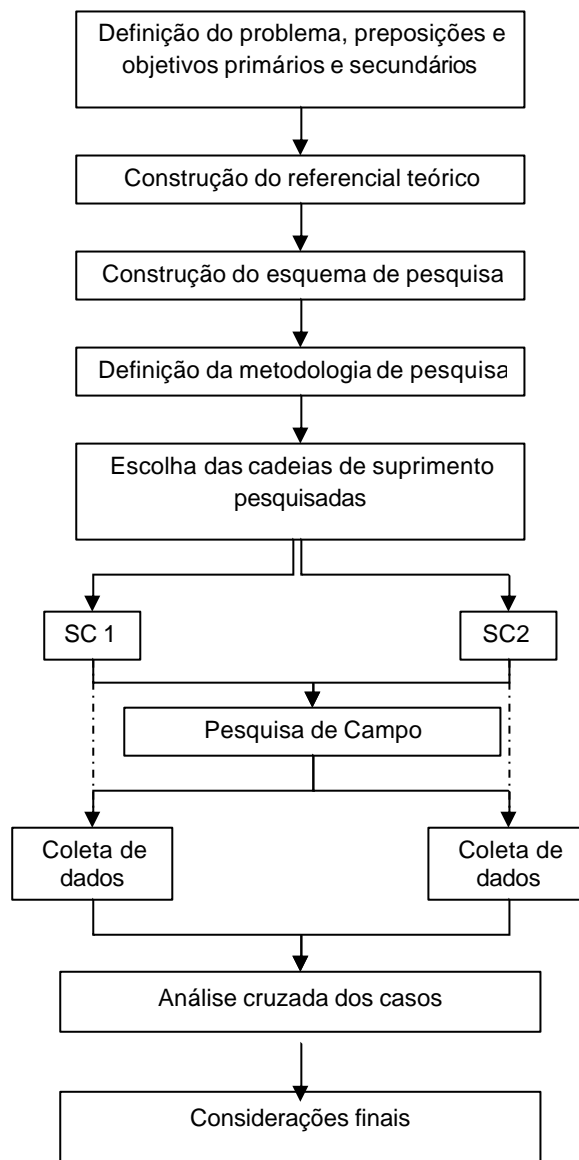 Definição do problema, preposições e
objetivos primários e secundários
Construção do referencial teórico
Construção do esquema de pesquisa
Definição da metodologia de pesquisa
Escolha das cadeias de suprimento
pesquisadas
SC 1
SC2
Pesquisa de Campo
Coleta de
dados
Coleta de
dados
Análise cruzada dos casos
Considerações finais